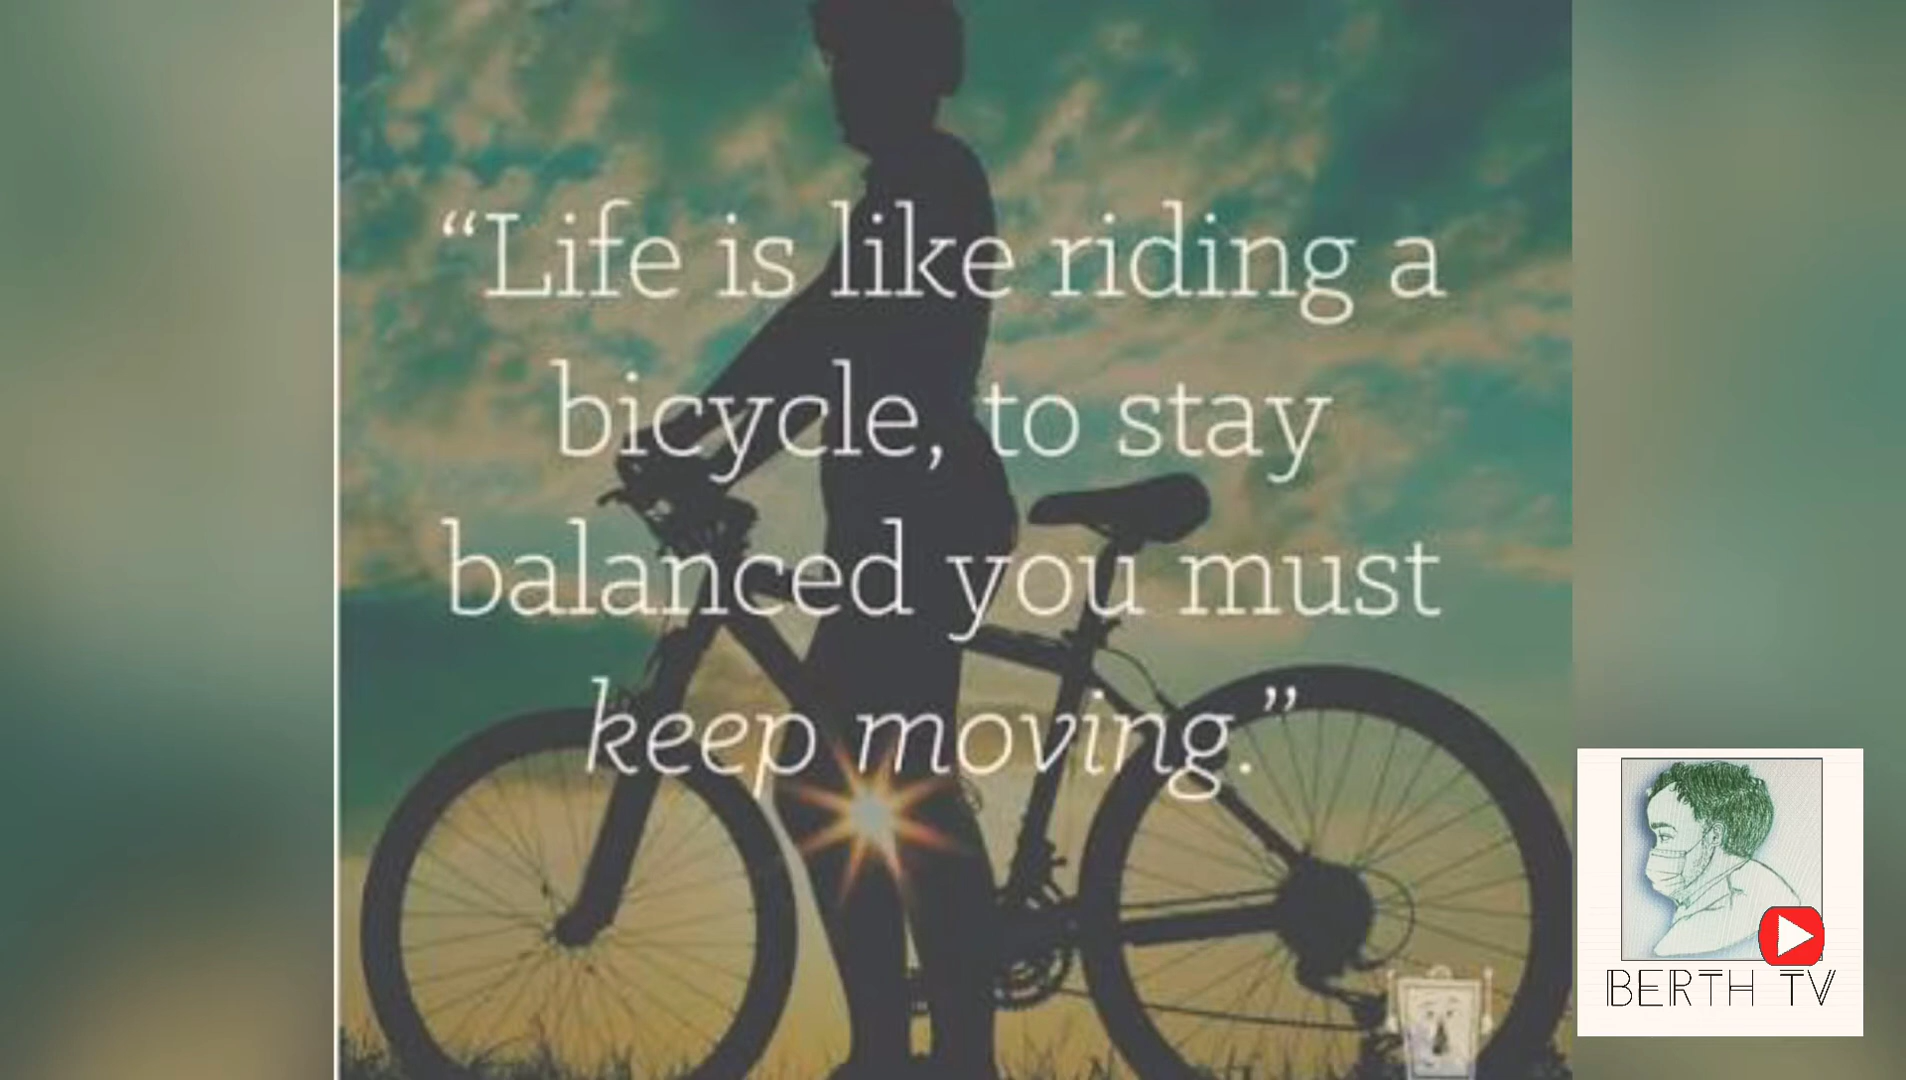 “Life is like riding a
bicycle, to stay
balanced you must
keep moving.”
BERTH TV